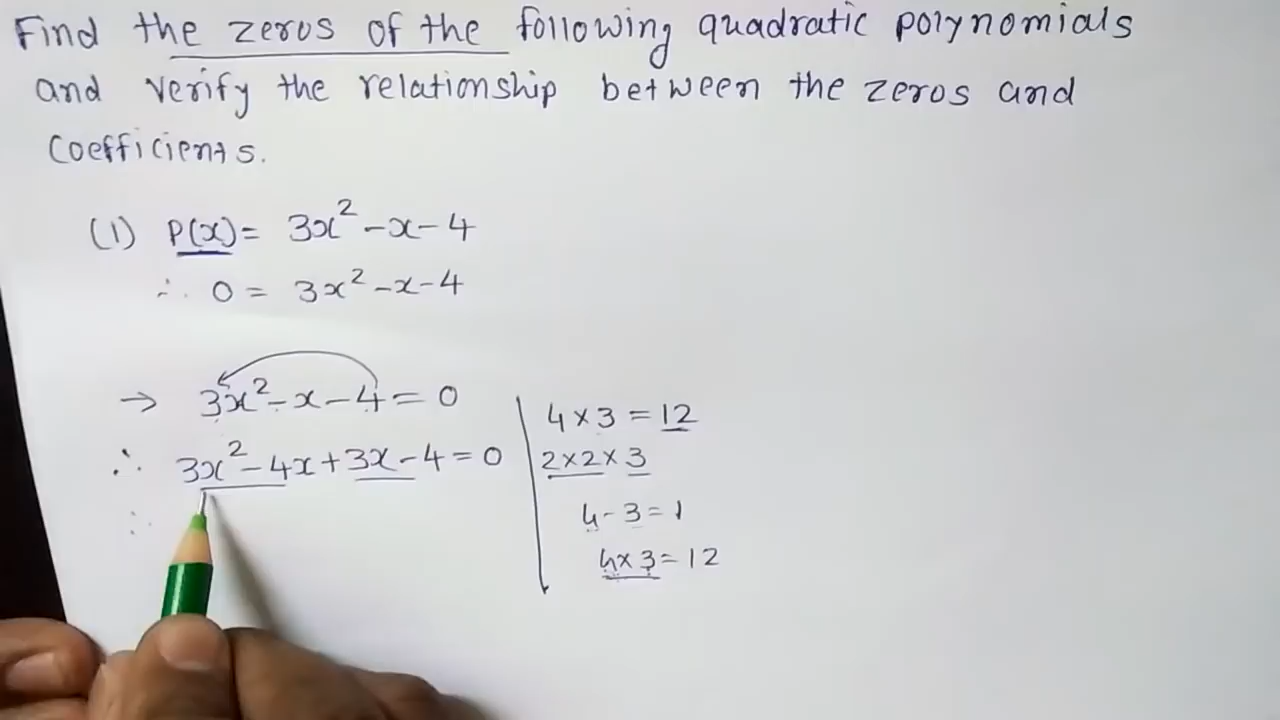 Find the zeros of the following quadratic polynomials
and verify the relationship between the zeros and
coefficients.
(1) P(x) = 3x² - x - 4
∴ 0 = 3x² - x - 4
→ 3x² - x - 4 = 0
∴ 3x² - 4x + 3x - 4 = 0
∴
4 × 3 = 12
2 × 2 × 3
4 - 3 = 1
4 × 3 = 12